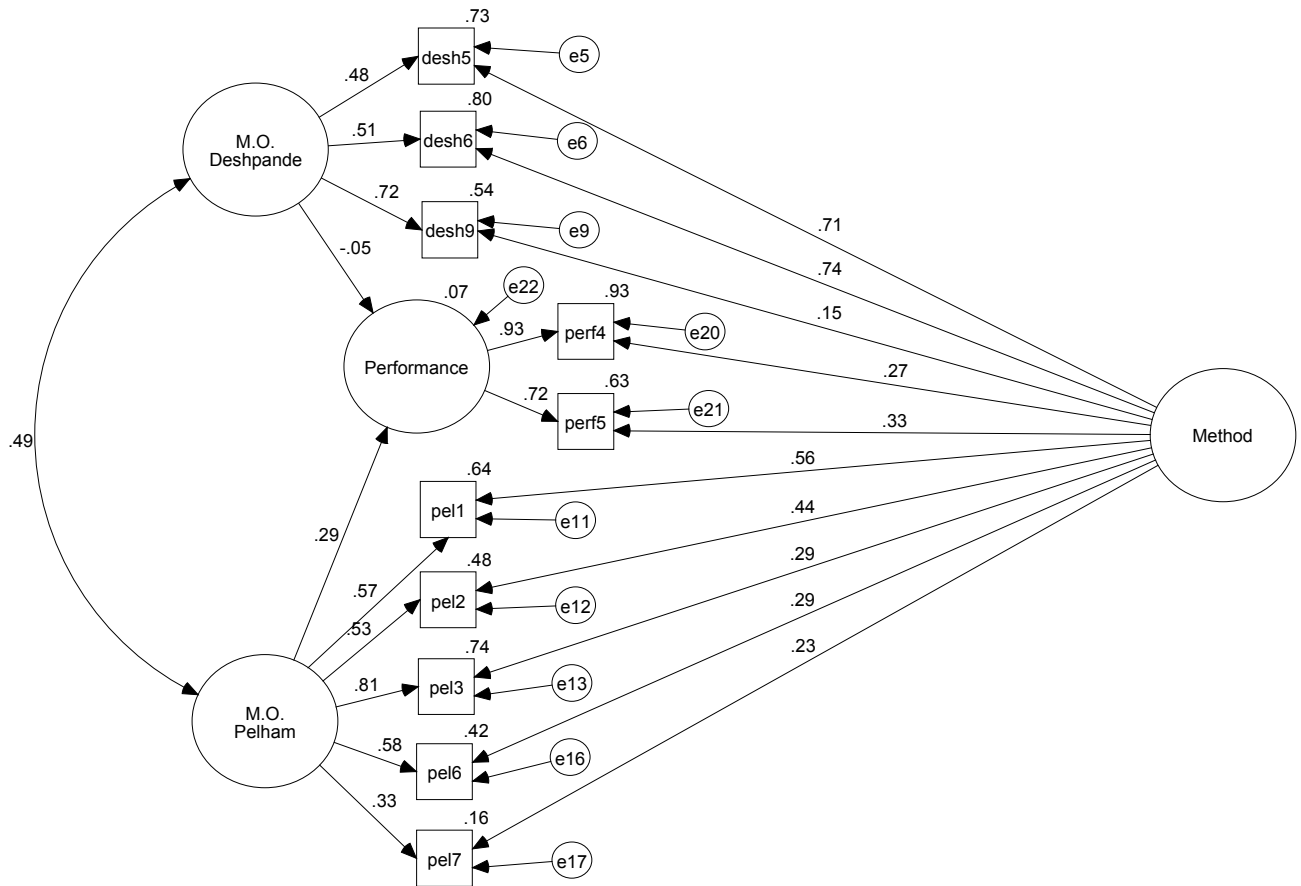 .73
desh5
e5
.48
.80
M.O.
Deshpande
.51
desh6
e6
.72
.54
desh9
e9
.71
.74
.15
-.05
.07
e22
.93
.93
perf4
e20
.27
Performance
.72
.63
perf5
e21
.33
Method
.49
.64
pel1
e11
.56
.29
.57
.48
pel2
e12
.44
.53
.74
pel3
e13
.29
.81
M.O.
Pelham
.42
.58
pel6
e16
.29
.33
.16
pel7
e17
.23